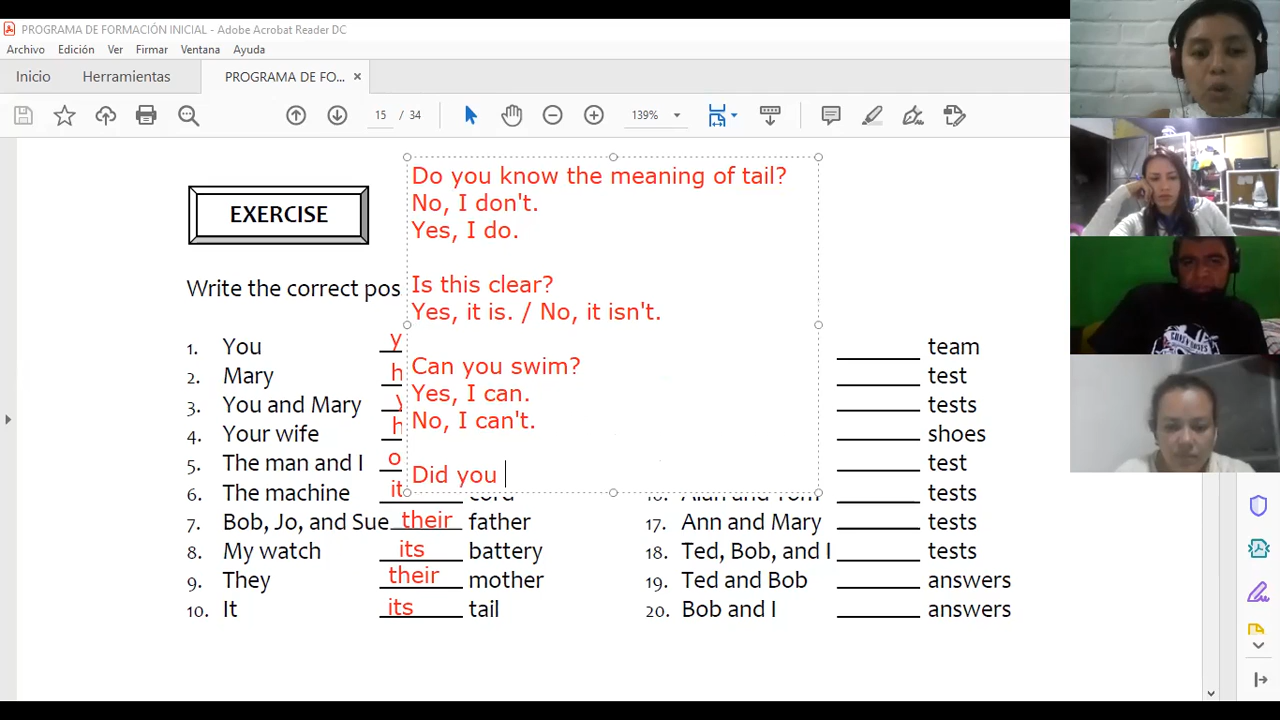 PROGRAMA DE FORMACIÓN INICIAL - Adobe Acrobat Reader DC
Archivo Edición Ver Firmar Ventana Ayuda
Inicio Herramientas PROGRAMA DE FO... ×
15 / 34 139%
EXERCISE
Do you know the meaning of tail?
No, I don't.
Yes, I do.
Is this clear?
Yes, it is. / No, it isn't.
Can you swim?
Yes, I can.
No, I can't.
Did you
Write the correct pos
1. You y
2. Mary h
3. You and Mary y
4. Your wife h
5. The man and I o
6. The machine it cord
7. Bob, Jo, and Sue their father
8. My watch its battery
9. They their mother
10. It its tail
team
test
tests
shoes
test
16. Alan and Tom tests
17. Ann and Mary tests
18. Ted, Bob, and I tests
19. Ted and Bob answers
20. Bob and I answers